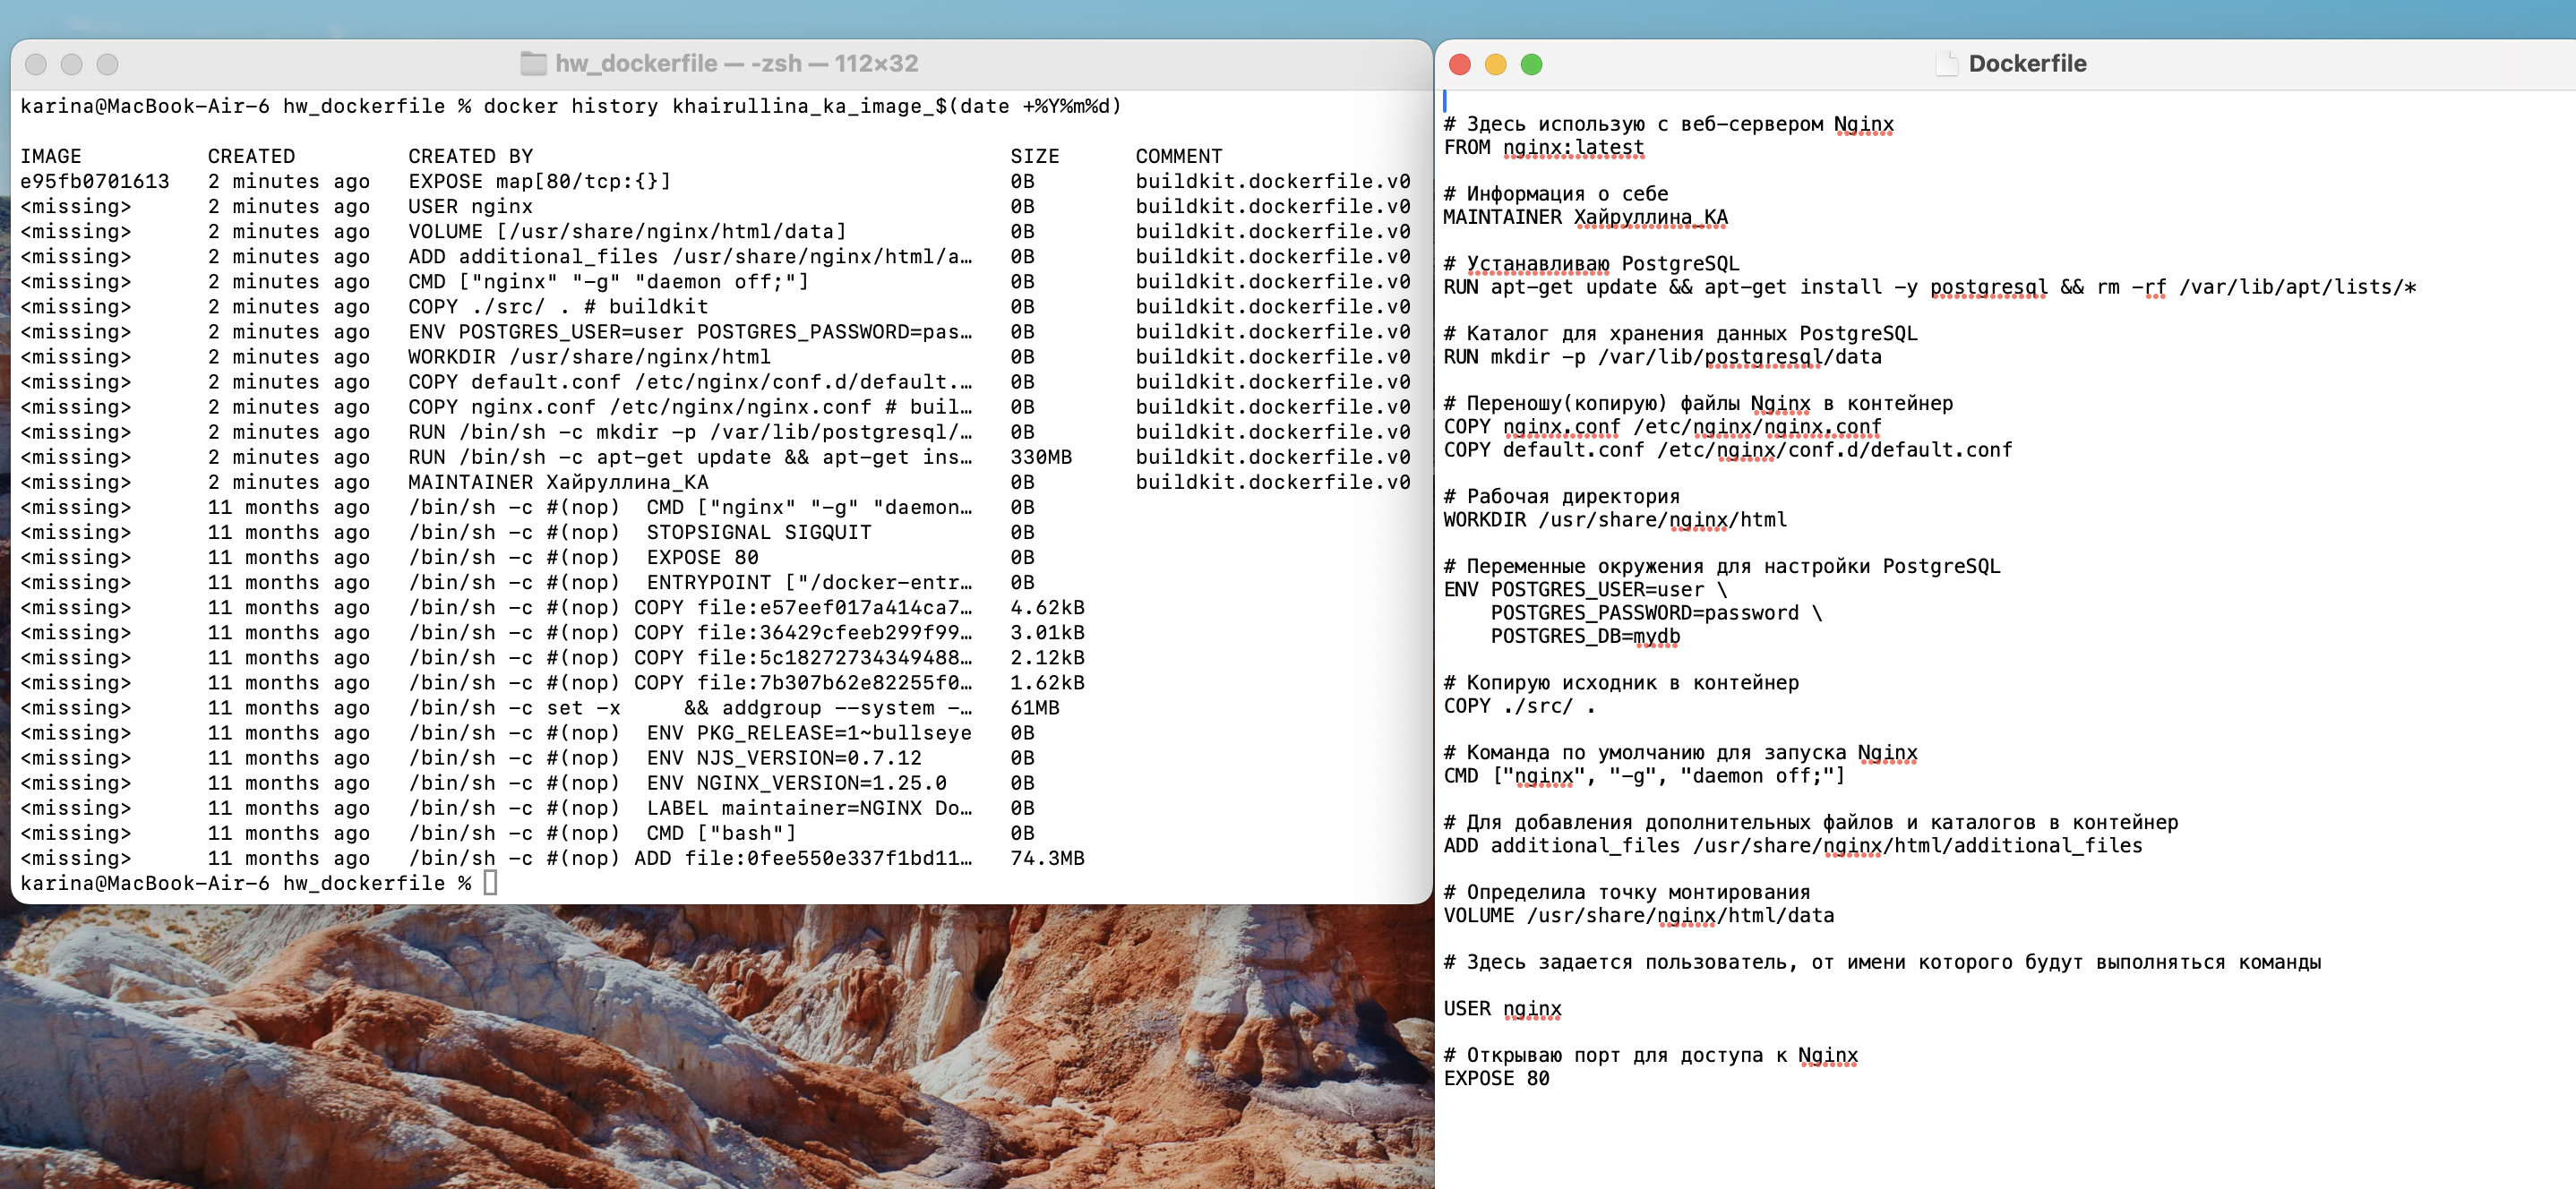 hw_dockerfile — -zsh — 112×32
karina@MacBook-Air-6 hw_dockerfile % docker history khairullina_ka_image_$(date +%Y%m%d)
IMAGE CREATED CREATED BY SIZE COMMENT
e95fb0701613 2 minutes ago EXPOSE map[80/tcp:{}] 0B buildkit.dockerfile.v0
<missing> 2 minutes ago USER nginx 0B buildkit.dockerfile.v0
<missing> 2 minutes ago VOLUME [/usr/share/nginx/html/data] 0B buildkit.dockerfile.v0
<missing> 2 minutes ago ADD additional_files /usr/share/nginx/html/a… 0B buildkit.dockerfile.v0
<missing> 2 minutes ago CMD ["nginx" "-g" "daemon off;"] 0B buildkit.dockerfile.v0
<missing> 2 minutes ago COPY ./src/ . # buildkit 0B buildkit.dockerfile.v0
<missing> 2 minutes ago ENV POSTGRES_USER=user POSTGRES_PASSWORD=pas… 0B buildkit.dockerfile.v0
<missing> 2 minutes ago WORKDIR /usr/share/nginx/html 0B buildkit.dockerfile.v0
<missing> 2 minutes ago COPY default.conf /etc/nginx/conf.d/default.… 0B buildkit.dockerfile.v0
<missing> 2 minutes ago COPY nginx.conf /etc/nginx/nginx.conf # buil… 0B buildkit.dockerfile.v0
<missing> 2 minutes ago RUN /bin/sh -c mkdir -p /var/lib/postgresql/… 0B buildkit.dockerfile.v0
<missing> 2 minutes ago RUN /bin/sh -c apt-get update && apt-get ins… 330MB buildkit.dockerfile.v0
<missing> 2 minutes ago MAINTAINER Хайруллина_КА 0B buildkit.dockerfile.v0
<missing> 11 months ago /bin/sh -c #(nop) CMD ["nginx" "-g" "daemon… 0B
<missing> 11 months ago /bin/sh -c #(nop) STOPSIGNAL SIGQUIT 0B
<missing> 11 months ago /bin/sh -c #(nop) EXPOSE 80 0B
<missing> 11 months ago /bin/sh -c #(nop) ENTRYPOINT ["/docker-entr… 0B
<missing> 11 months ago /bin/sh -c #(nop) COPY file:e57eef017a414ca7… 4.62kB
<missing> 11 months ago /bin/sh -c #(nop) COPY file:36429cfeeb299f99… 3.01kB
<missing> 11 months ago /bin/sh -c #(nop) COPY file:5c18272734349488… 2.12kB
<missing> 11 months ago /bin/sh -c #(nop) COPY file:7b307b62e82255f0… 1.62kB
<missing> 11 months ago /bin/sh -c set -x && addgroup --system -… 61MB
<missing> 11 months ago /bin/sh -c #(nop) ENV PKG_RELEASE=1~bullseye 0B
<missing> 11 months ago /bin/sh -c #(nop) ENV NJS_VERSION=0.7.12 0B
<missing> 11 months ago /bin/sh -c #(nop) ENV NGINX_VERSION=1.25.0 0B
<missing> 11 months ago /bin/sh -c #(nop) LABEL maintainer=NGINX Do… 0B
<missing> 11 months ago /bin/sh -c #(nop) CMD ["bash"] 0B
<missing> 11 months ago /bin/sh -c #(nop) ADD file:0fee550e337f1bd11… 74.3MB
karina@MacBook-Air-6 hw_dockerfile %
Dockerfile
# Здесь использую с веб-сервером Nginx
FROM nginx:latest
# Информация о себе
MAINTAINER Хайруллина_КА
# Устанавливаю PostgreSQL
RUN apt-get update && apt-get install -y postgresql && rm -rf /var/lib/apt/lists/*
# Каталог для хранения данных PostgreSQL
RUN mkdir -p /var/lib/postgresql/data
# Переношу(копирую) файлы Nginx в контейнер
COPY nginx.conf /etc/nginx/nginx.conf
COPY default.conf /etc/nginx/conf.d/default.conf
# Рабочая директория
WORKDIR /usr/share/nginx/html
# Переменные окружения для настройки PostgreSQL
ENV POSTGRES_USER=user \
POSTGRES_PASSWORD=password \
POSTGRES_DB=mydb
# Копирую исходник в контейнер
COPY ./src/ .
# Команда по умолчанию для запуска Nginx
CMD ["nginx", "-g", "daemon off;"]
# Для добавления дополнительных файлов и каталогов в контейнер
ADD additional_files /usr/share/nginx/html/additional_files
# Определила точку монтирования
VOLUME /usr/share/nginx/html/data
# Здесь задается пользователь, от имени которого будут выполняться команды
USER nginx
# Открываю порт для доступа к Nginx
EXPOSE 80